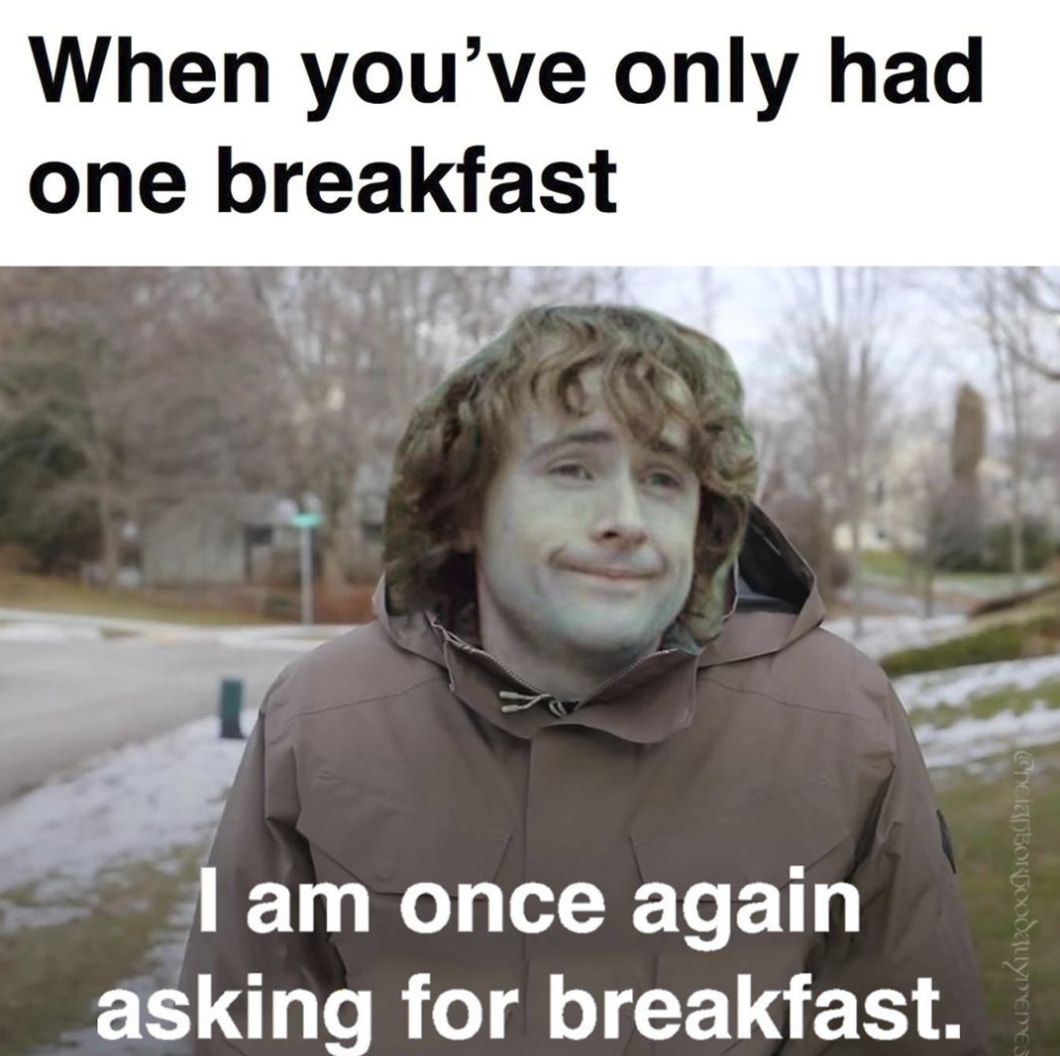 When you’ve only had
one breakfast
I am once again
asking for breakfast.